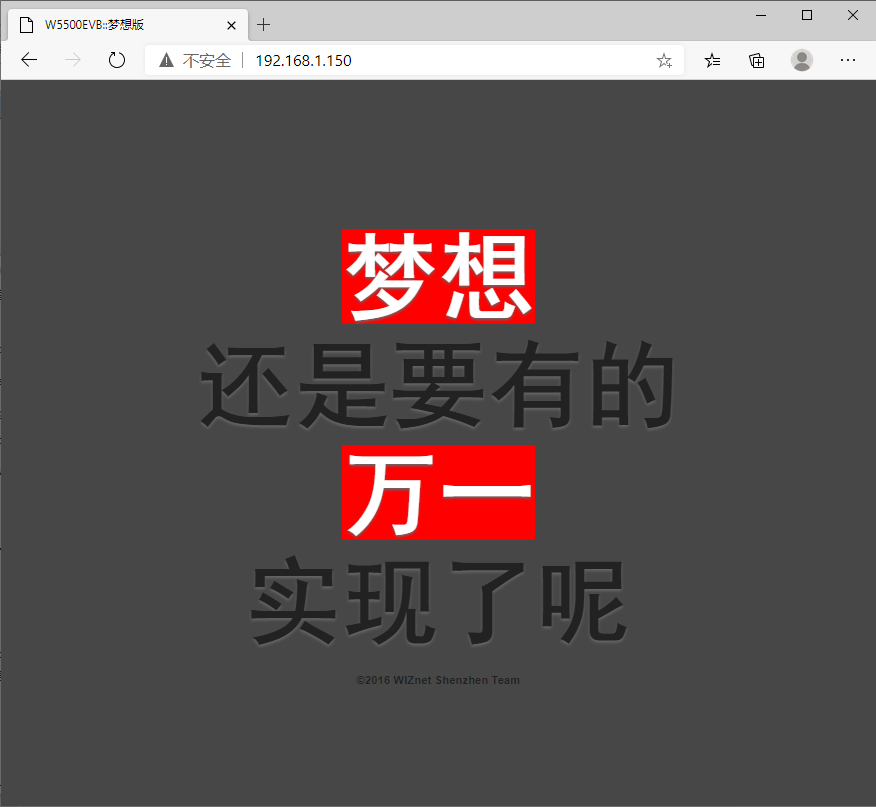 W5500EVB::梦想版
不安全 192.168.1.150
梦想
还是要有的
万一
实现了呢
©2016 WIZnet Shenzhen Team